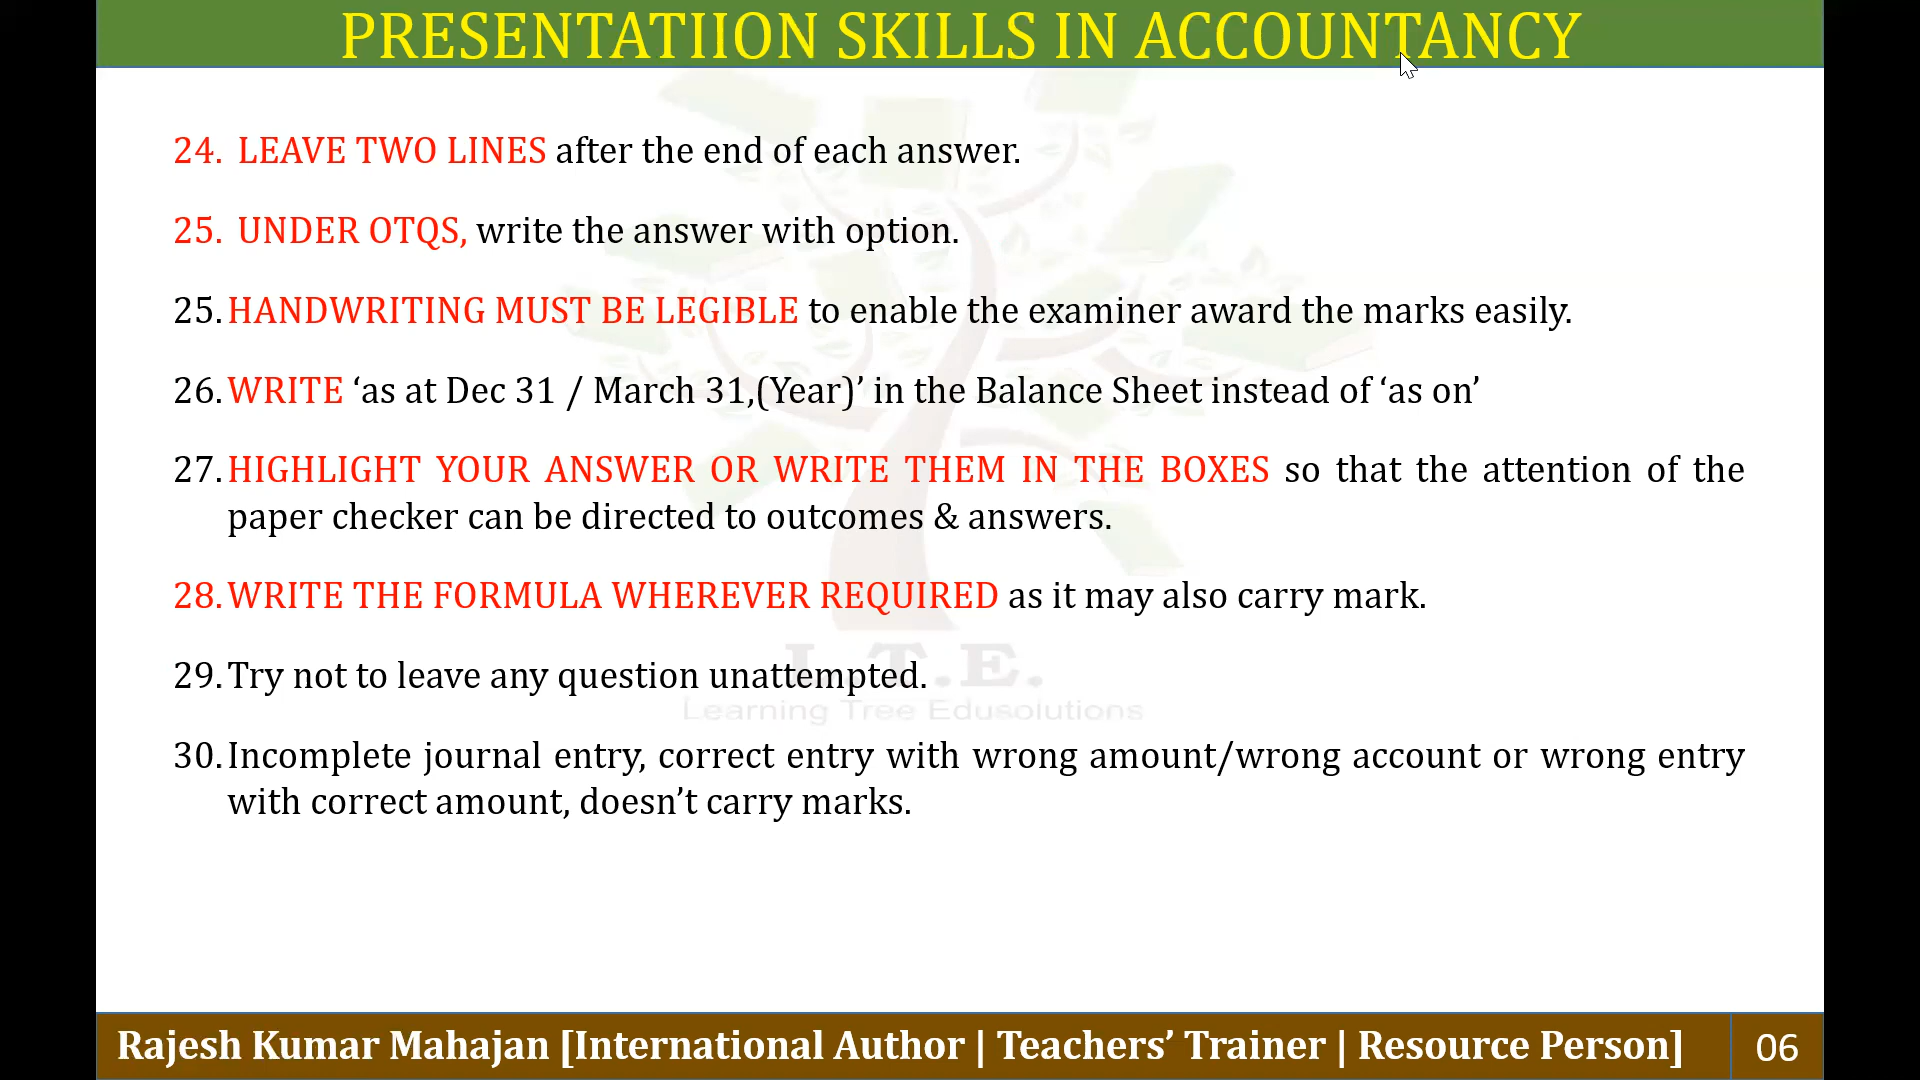 PRESENTATIION SKILLS IN ACCOUNTANCY
24. LEAVE TWO LINES after the end of each answer.
25. UNDER OTQS, write the answer with option.
25. HANDWRITING MUST BE LEGIBLE to enable the examiner award the marks easily.
26. WRITE ‘as at Dec 31 / March 31,(Year)’ in the Balance Sheet instead of ‘as on’
27. HIGHLIGHT YOUR ANSWER OR WRITE THEM IN THE BOXES so that the attention of the
paper checker can be directed to outcomes & answers.
28. WRITE THE FORMULA WHEREVER REQUIRED as it may also carry mark.
29. Try not to leave any question unattempted.
L.T.E.
Learning Tree Edusolutions
30. Incomplete journal entry, correct entry with wrong amount/wrong account or wrong entry
with correct amount, doesn’t carry marks.
Rajesh Kumar Mahajan [International Author | Teachers’ Trainer | Resource Person]
06